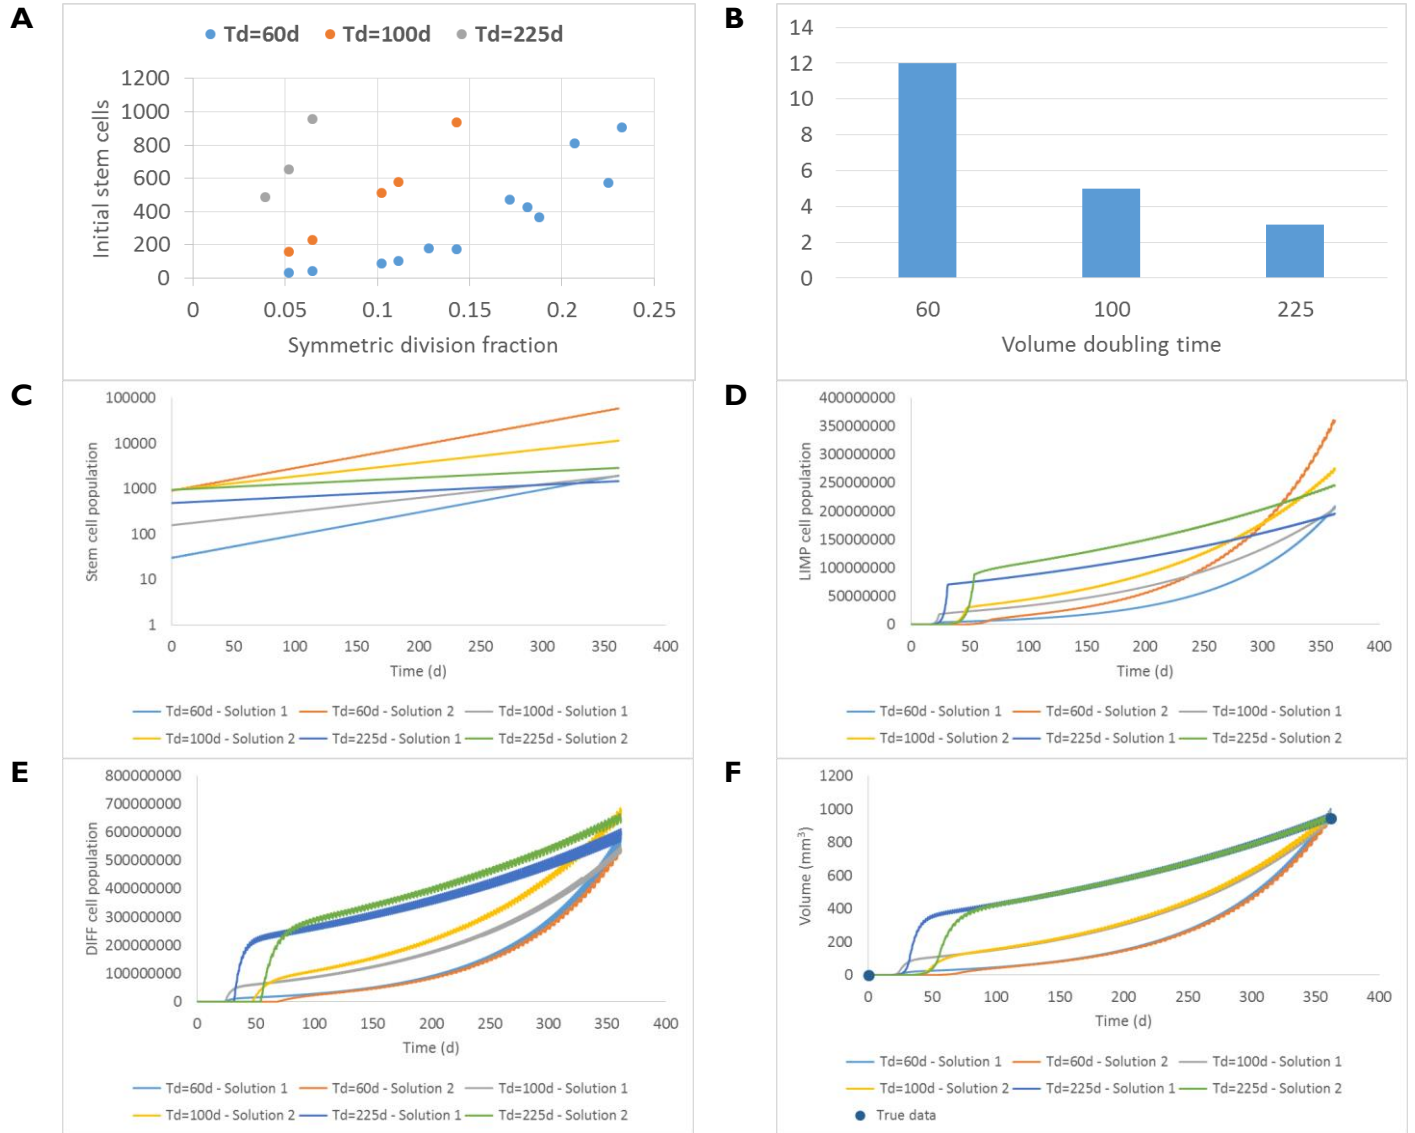 A
Td=60d Td=100d Td=225d
Initial stem cells
1200
1000
800
600
400
200
0
0 0.05 0.1 0.15 0.2 0.25
Symmetric division fraction
B
14
12
10
8
6
4
2
0
60 100 225
Volume doubling time
C
Stem cell population
100000
10000
1000
100
10
1
0 50 100 150 200 250 300 350 400
Time (d)
Td=60d - Solution 1 Td=60d - Solution 2 Td=100d - Solution 1
Td=100d - Solution 2 Td=225d - Solution 1 Td=225d - Solution 2
D
LIMP cell population
400000000
350000000
300000000
250000000
200000000
150000000
100000000
50000000
0
0 50 100 150 200 250 300 350 400
Time (d)
Td=60d - Solution 1 Td=60d - Solution 2 Td=100d - Solution 1
Td=100d - Solution 2 Td=225d - Solution 1 Td=225d - Solution 2
E
DIFF cell population
800000000
700000000
600000000
500000000
400000000
300000000
200000000
100000000
0
0 50 100 150 200 250 300 350 400
Time (d)
Td=60d - Solution 1 Td=60d - Solution 2 Td=100d - Solution 1
Td=100d - Solution 2 Td=225d - Solution 1 Td=225d - Solution 2
F
Volume (mm³)
1200
1000
800
600
400
200
0
0 50 100 150 200 250 300 350 400
Time (d)
Td=60d - Solution 1 Td=60d - Solution 2 Td=100d - Solution 1
Td=100d - Solution 2 Td=225d - Solution 1 Td=225d - Solution 2
True data